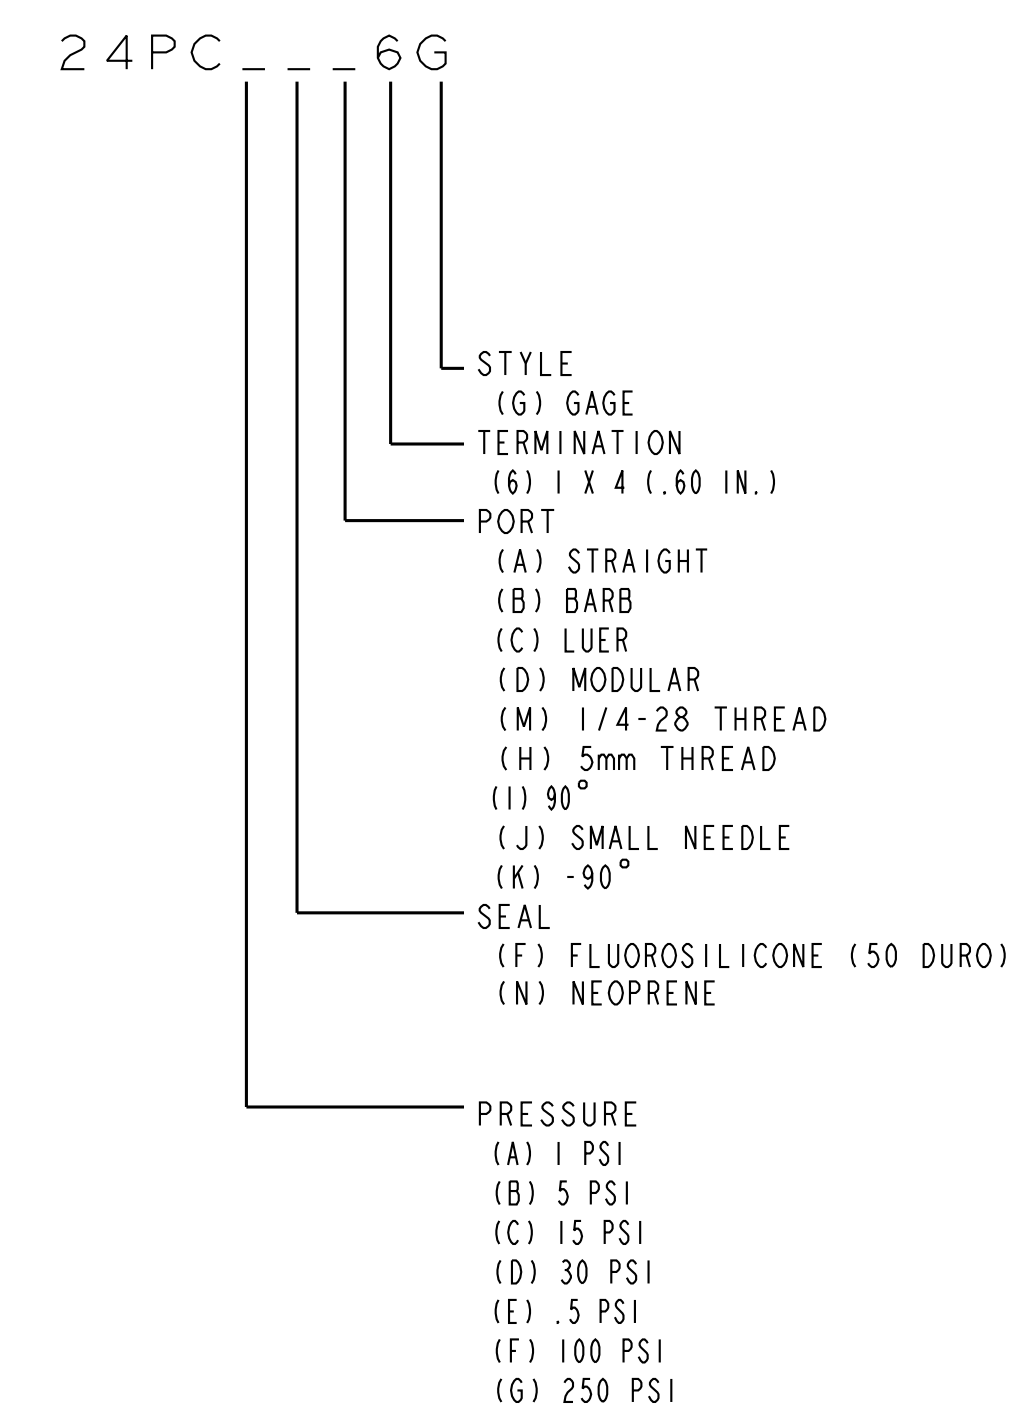 24PC_ _ _6G
STYLE
(G) GAGE
TERMINATION
(6) 1 X 4 (.60 IN.)
PORT
(A) STRAIGHT
(B) BARB
(C) LUER
(D) MODULAR
(M) 1/4-28 THREAD
(H) 5mm THREAD
(I) 90°
(J) SMALL NEEDLE
(K) -90°
SEAL
(F) FLUOROSILICONE (50 DURO)
(N) NEOPRENE
PRESSURE
(A) 1 PSI
(B) 5 PSI
(C) 15 PSI
(D) 30 PSI
(E) .5 PSI
(F) 100 PSI
(G) 250 PSI